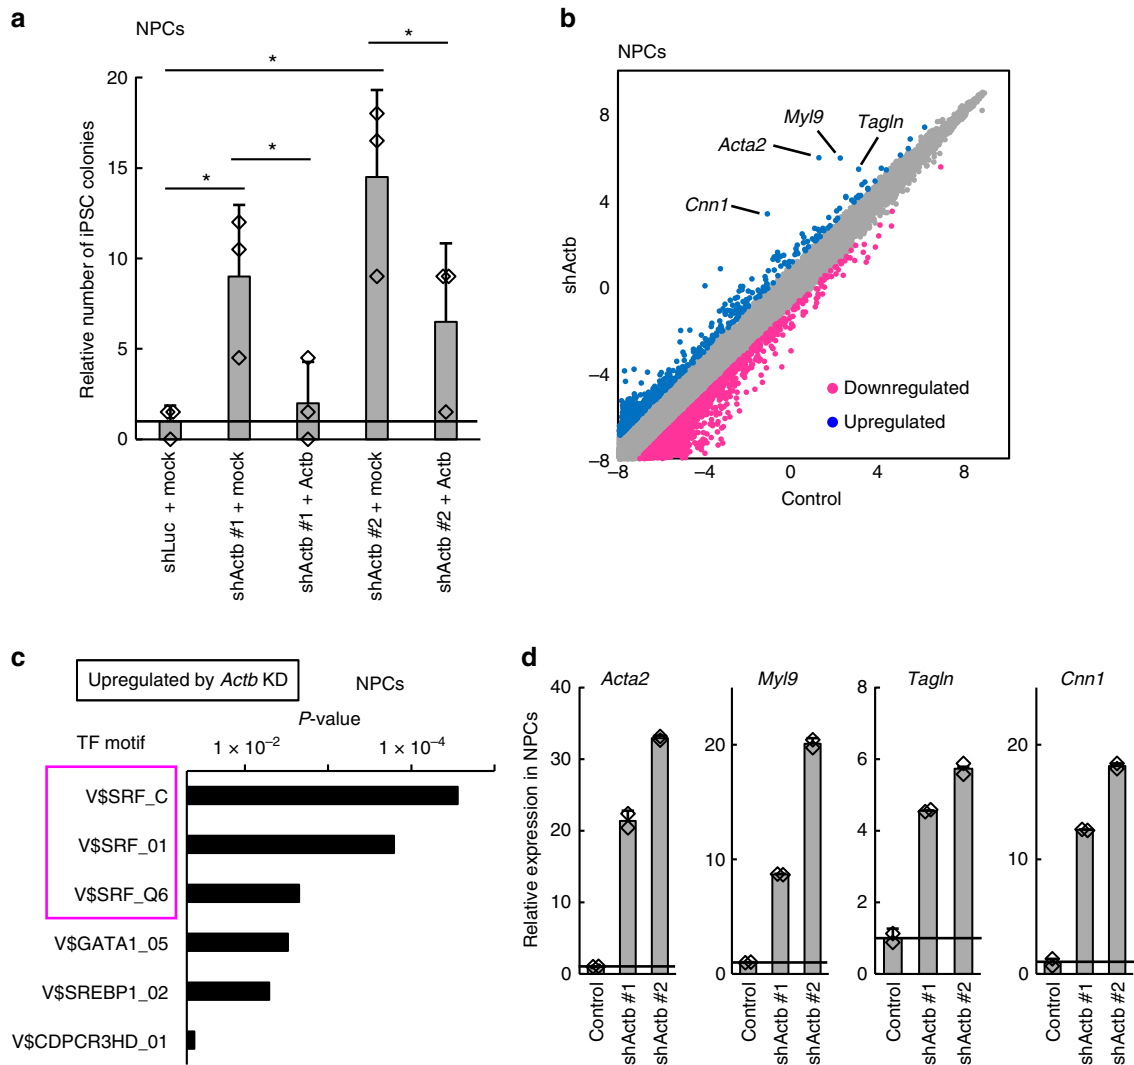 a
NPCs
*
*
*
*
Relative number of iPSC colonies
20
15
10
5
0
shLuc + mock
shActb #1 + mock
shActb #1 + Actb
shActb #2 + mock
shActb #2 + Actb
b
NPCs
shActb
8
4
0
−4
−8
Myl9
Tagln
Acta2
Cnn1
Downregulated
Upregulated
−8
−4
0
4
8
Control
c
Upregulated by Actb KD
NPCs
P-value
TF motif
1 × 10−2
1 × 10−4
V$SRF_C
V$SRF_01
V$SRF_Q6
V$GATA1_05
V$SREBP1_02
V$CDPCR3HD_01
d
Relative expression in NPCs
Acta2
40
30
20
10
0
Control
shActb #1
shActb #2
Myl9
20
10
0
Control
shActb #1
shActb #2
Tagln
8
6
4
2
0
Control
shActb #1
shActb #2
Cnn1
20
10
0
Control
shActb #1
shActb #2